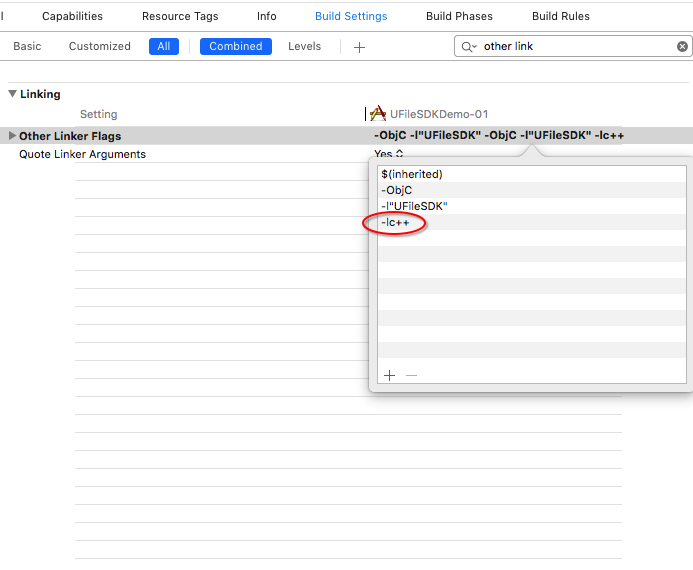 l Capabilities Resource Tags Info Build Settings Build Phases Build Rules
Basic Customized All Combined Levels + other link
Linking
Setting UFileSDKDemo-01
Other Linker Flags -ObjC -l"UFileSDK" -ObjC -l"UFileSDK" -lc++
Quote Linker Arguments Yes
$(inherited)
-ObjC
-l"UFileSDK"
-lc++